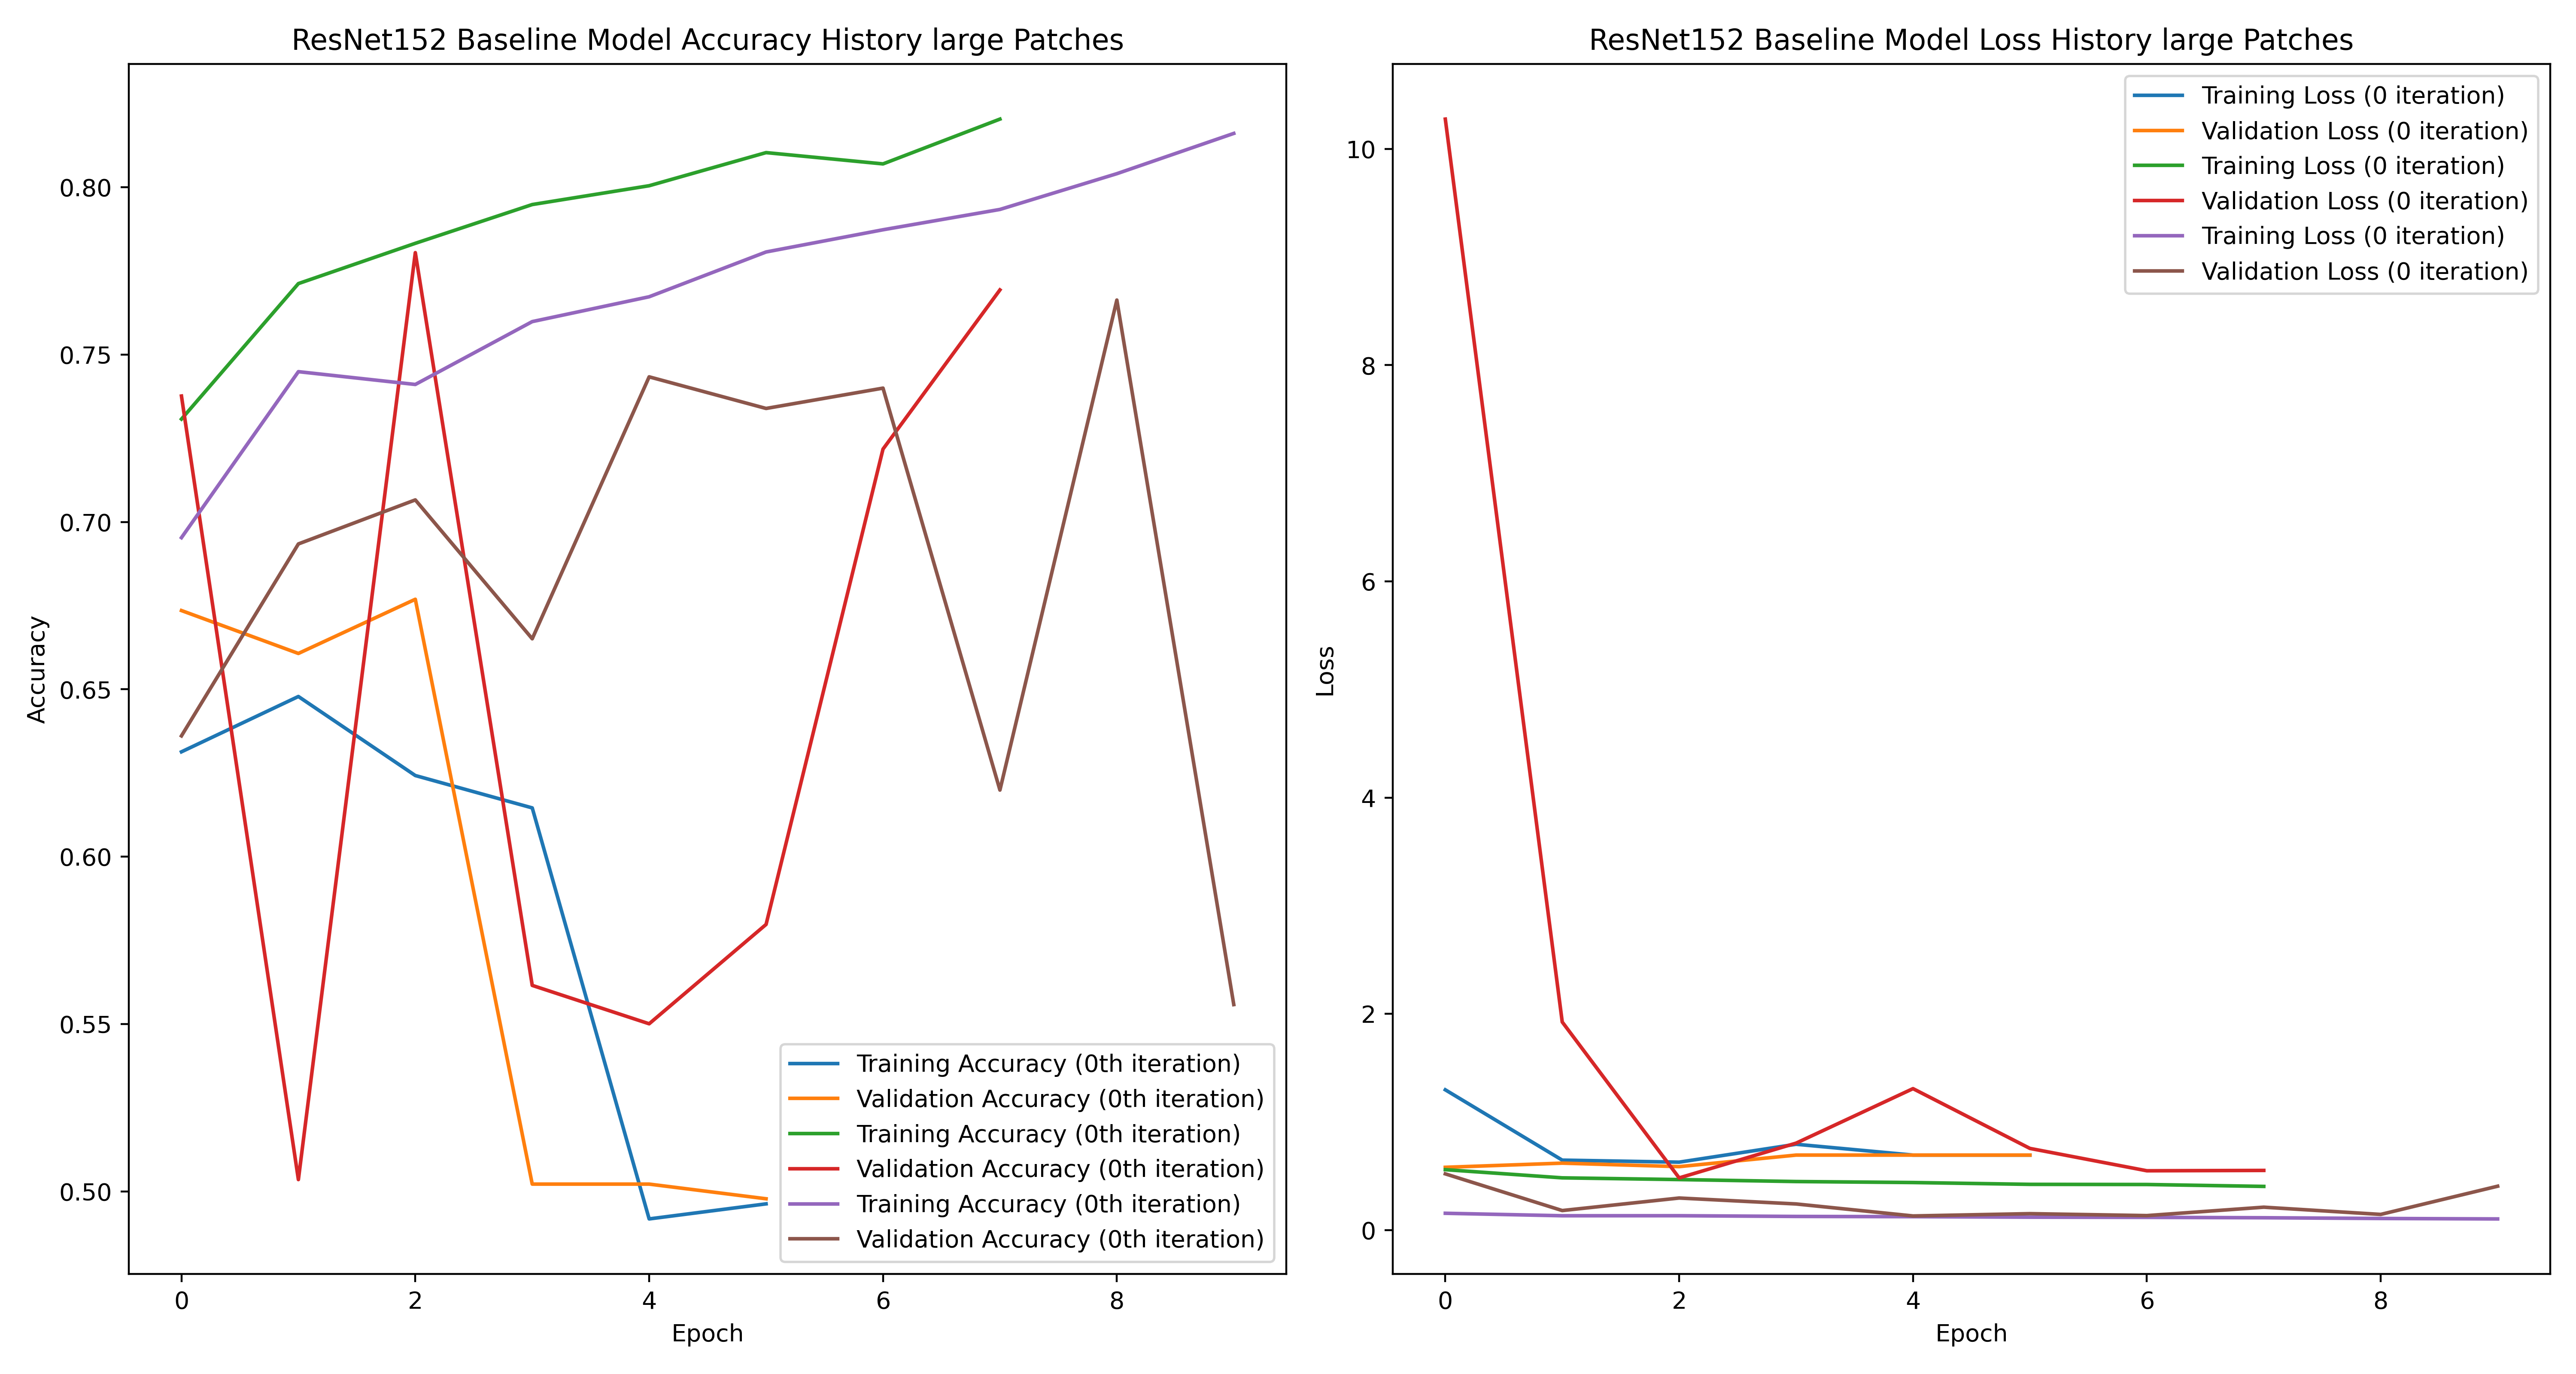 ResNet152 Baseline Model Accuracy History large Patches
Accuracy
0.80
0.75
0.70
0.65
0.60
0.55
0.50
Training Accuracy (0th iteration)
Validation Accuracy (0th iteration)
Training Accuracy (0th iteration)
Validation Accuracy (0th iteration)
Training Accuracy (0th iteration)
Validation Accuracy (0th iteration)
0 2 4 6 8
Epoch
ResNet152 Baseline Model Loss History large Patches
Loss
10
8
6
4
2
0
Training Loss (0 iteration)
Validation Loss (0 iteration)
Training Loss (0 iteration)
Validation Loss (0 iteration)
Training Loss (0 iteration)
Validation Loss (0 iteration)
0 2 4 6 8
Epoch